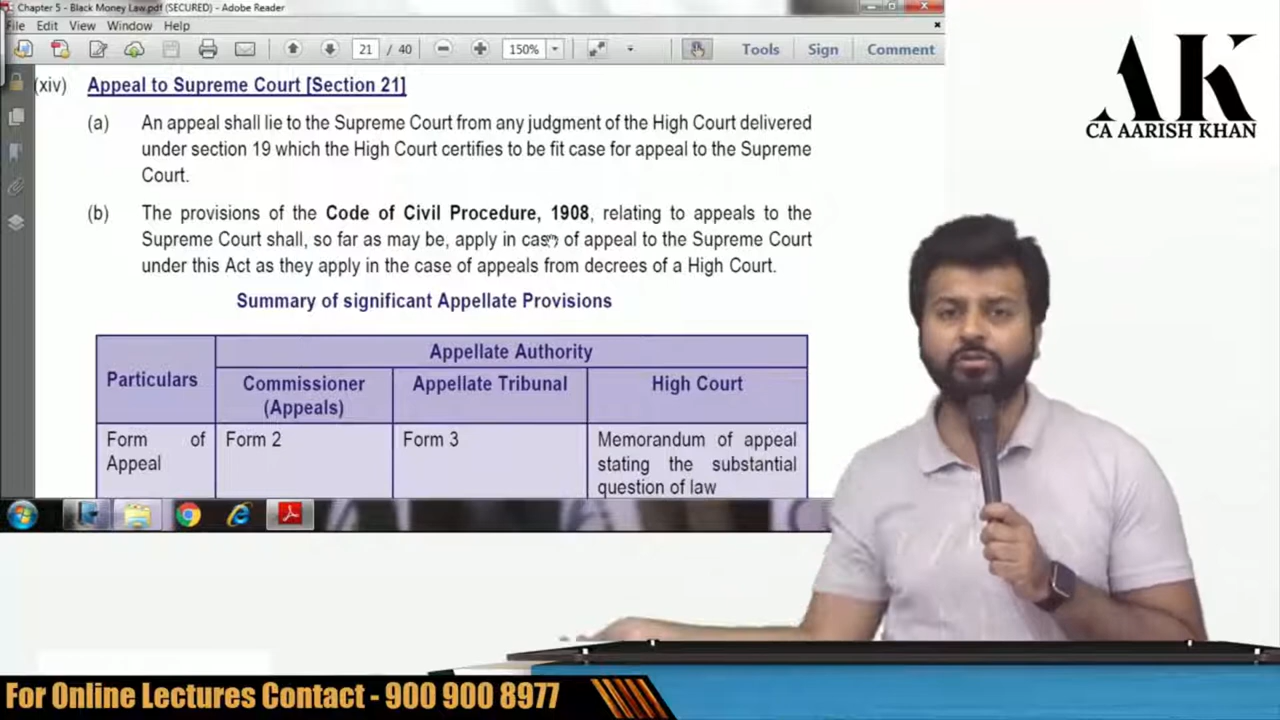 Chapter 5 - Black Money Law.pdf (SECURED) - Adobe Reader
File Edit View Window Help
21 / 40 150% Tools Sign Comment
(xiv) Appeal to Supreme Court [Section 21]
(a) An appeal shall lie to the Supreme Court from any judgment of the High Court delivered
under section 19 which the High Court certifies to be fit case for appeal to the Supreme
Court.
(b) The provisions of the Code of Civil Procedure, 1908, relating to appeals to the
Supreme Court shall, so far as may be, apply in case of appeal to the Supreme Court
under this Act as they apply in the case of appeals from decrees of a High Court.
Summary of significant Appellate Provisions
Particulars
Appellate Authority
Commissioner
(Appeals)
Appellate Tribunal
High Court
Form of
Appeal
Form 2
Form 3
Memorandum of appeal
stating the substantial
question of law
AK
CA AARISH KHAN
For Online Lectures Contact - 900 900 8977